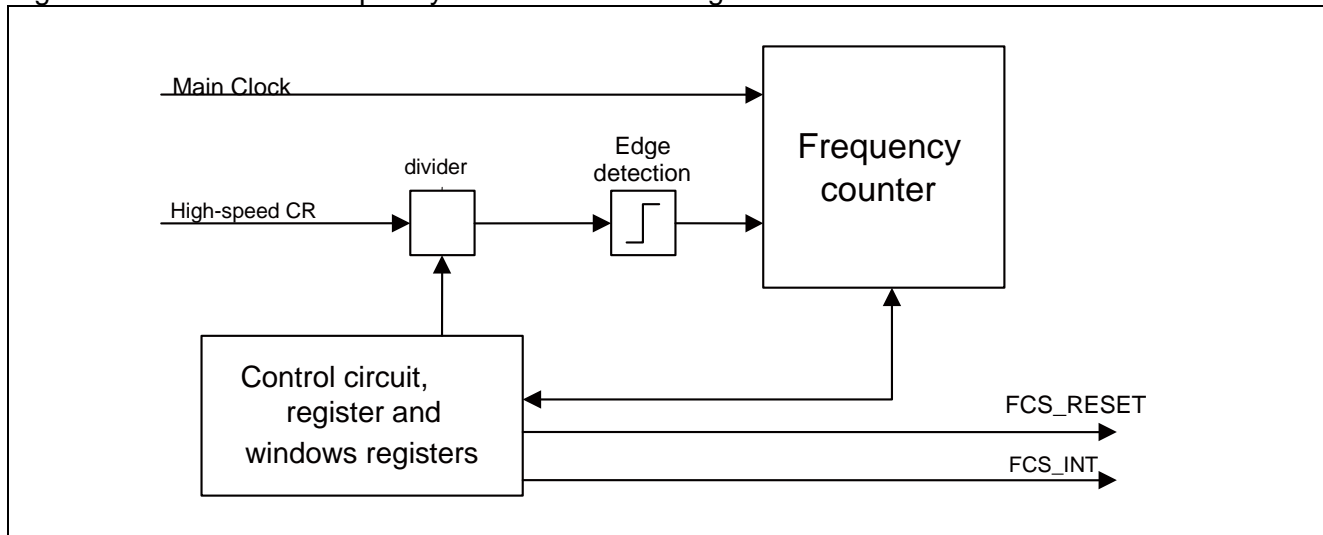 Main Clock
Edge
detection
divider
High-speed CR
Frequency
counter
Control circuit,
register and
windows registers
FCS_RESET
FCS_INT